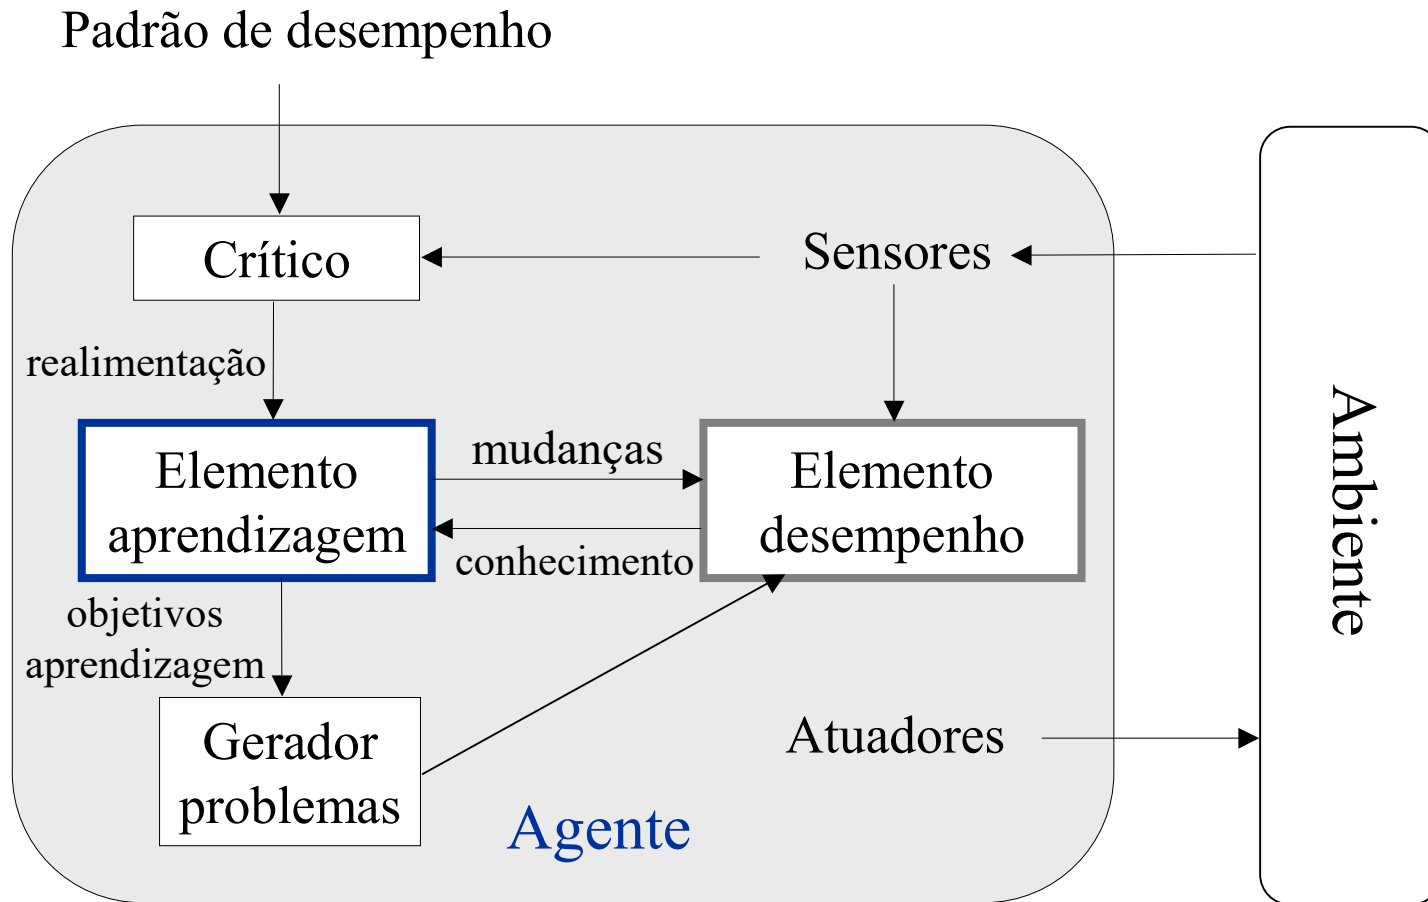 Padrão de desempenho
Crítico
Sensores
realimentação
Elemento
aprendizagem
mudanças
conhecimento
Elemento
desempenho
objetivos
aprendizagem
Gerador
problemas
Atuadores
Agente
Ambiente